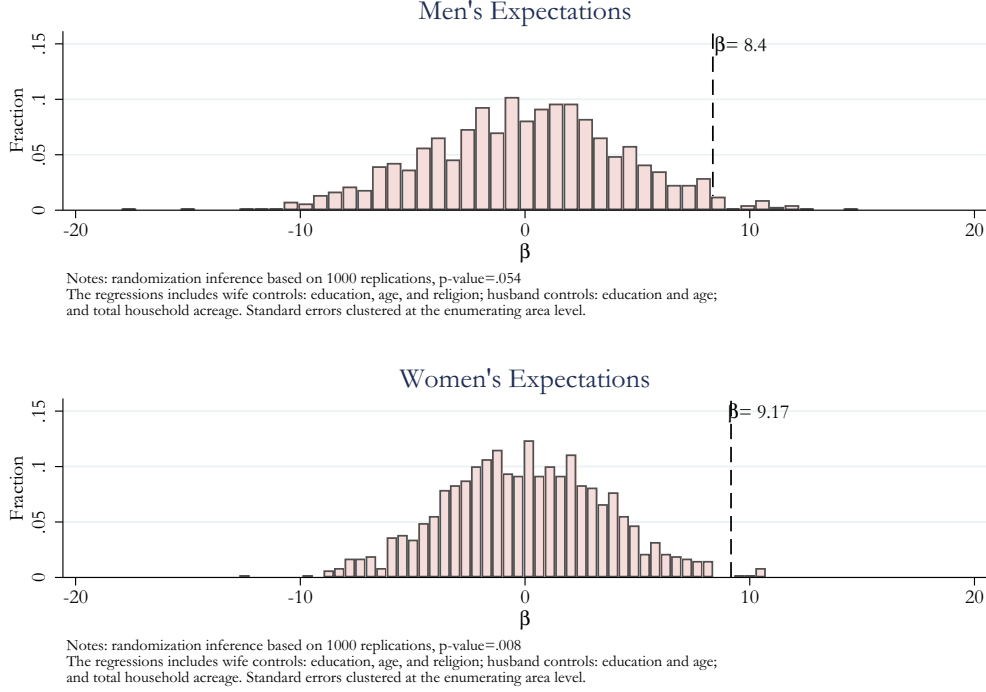 Men's Expectations
β= 8.4
.15
.1
.05
0
Fraction
-20
-10
0
10
20
β
Notes: randomization inference based on 1000 replications, p-value=.054
The regressions includes wife controls: education, age, and religion; husband controls: education and age;
and total household acreage. Standard errors clustered at the enumerating area level.
Women's Expectations
β= 9.17
.15
.1
.05
0
Fraction
-20
-10
0
10
20
β
Notes: randomization inference based on 1000 replications, p-value=.008
The regressions includes wife controls: education, age, and religion; husband controls: education and age;
and total household acreage. Standard errors clustered at the enumerating area level.